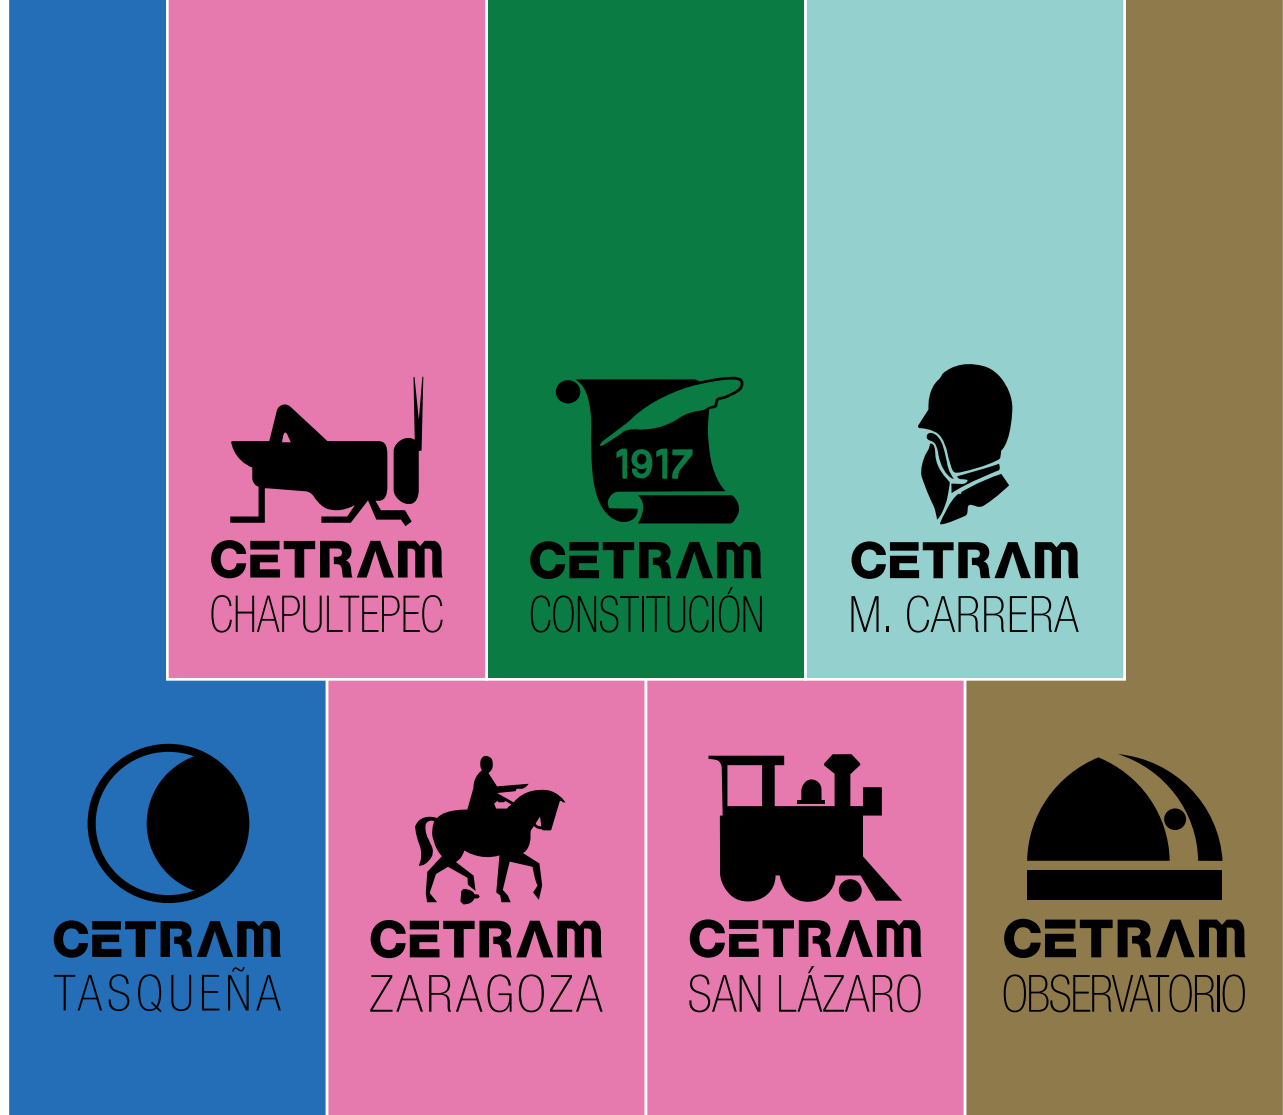 1917
CETRAM
CHAPULTEPEC
CETRAM
CONSTITUCIÓN
CETRAM
M. CARRERA
CETRAM
TASQUEÑA
CETRAM
ZARAGOZA
CETRAM
SAN LÁZARO
CETRAM
OBSERVATORIO